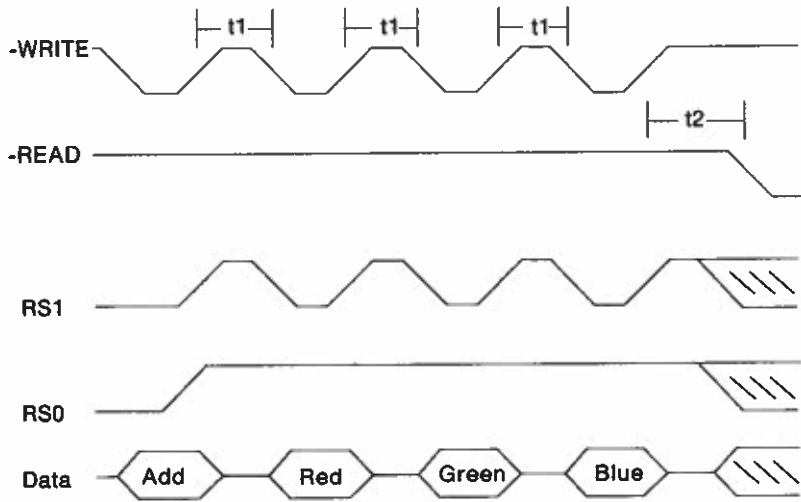 t1 t1 t1
-WRITE
t2
-READ
RS1
RS0
Data Add Red Green Blue